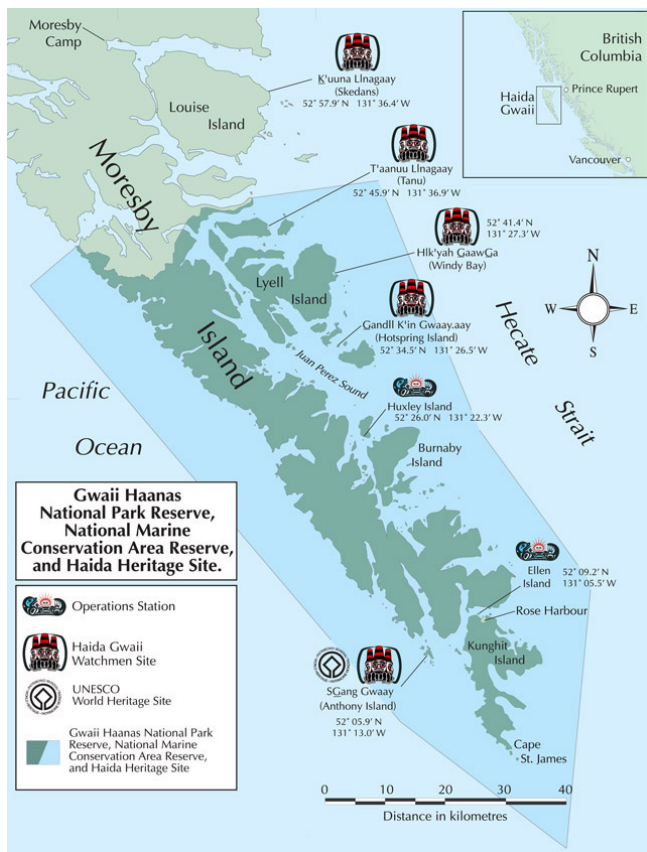 Moresby
Camp
Louise
Island
K'uuna Llnagaay
(Skedans)
52° 57.9' N 131° 36.4' W
British
Columbia
Prince Rupert
Haida
Gwaii
Vancouver
Moresby
Island
T'aanuu Llnagaay
(Tanu)
52° 45.9' N 131° 36.9' W
52° 41.4' N
131° 27.3' W
Hlk'yah GaawGa
(Windy Bay)
Lyell
Island
Gandll K'in Gwaay.aay
(Hotspring Island)
52° 34.5' N 131° 26.5' W
N
W
E
S
Hecate
Strait
Juan Perez Sound
Pacific
Ocean
Huxley Island
52° 26.0' N 131° 22.3' W
Burnaby
Island
Gwaii Haanas
National Park Reserve,
National Marine
Conservation Area Reserve,
and Haida Heritage Site.
Operations Station
Haida Gwaii
Watchmen Site
UNESCO
World Heritage Site
Gwaii Haanas National Park
Reserve, National Marine
Conservation Area Reserve,
and Haida Heritage Site
Ellen
Island
52° 09.2' N
131° 05.5' W
Rose Harbour
Kunghit
Island
SGang Gwaay
(Anthony Island)
52° 05.9' N
131° 13.0' W
Cape
St. James
0 10 20 30 40
Distance in kilometres